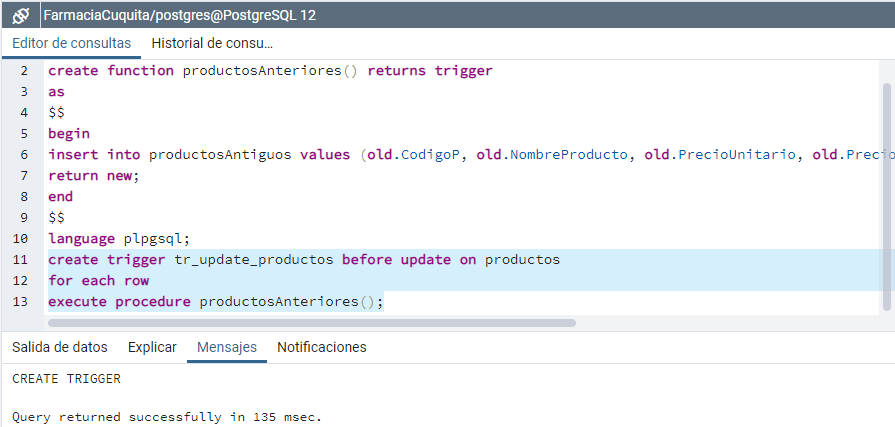 FarmaciaCuquita/postgres@PostgreSQL 12
Editor de consultas Historial de consu...
2 create function productosAnteriores() returns trigger
3 as
4 $$
5 begin
6 insert into productosAntiguos values (old.CodigoP, old.NombreProducto, old.PrecioUnitario, old.Precio
7 return new;
8 end
9 $$
10 language plpgsql;
11 create trigger tr_update_productos before update on productos
12 for each row
13 execute procedure productosAnteriores();
Salida de datos Explicar Mensajes Notificaciones
CREATE TRIGGER
Query returned successfully in 135 msec.